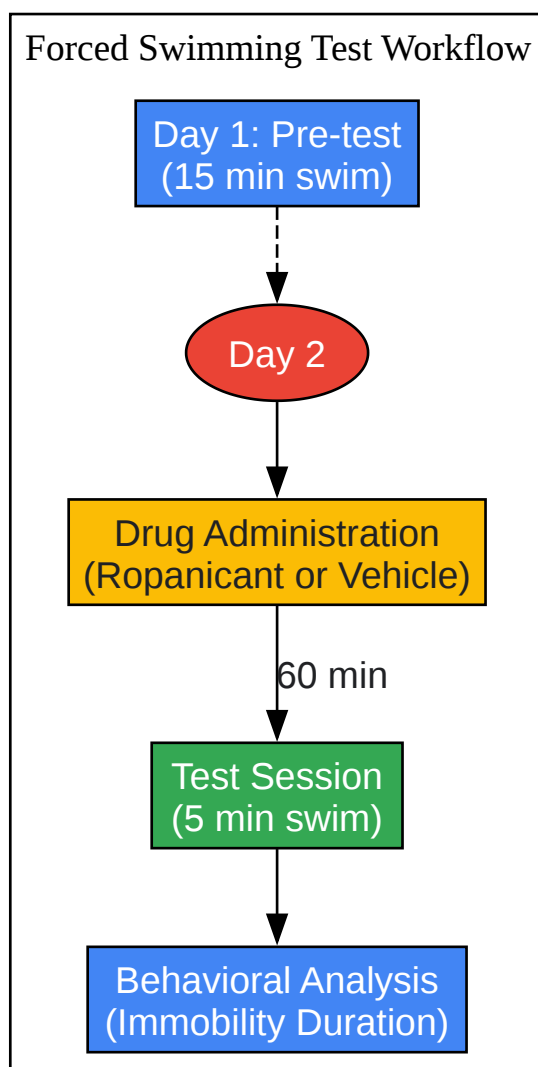 Forced Swimming Test Workflow
Day 1: Pre-test
(15 min swim)
Day 2
Drug Administration
(Ropanicant or Vehicle)
60 min
Test Session
(5 min swim)
Behavioral Analysis
(Immobility Duration)